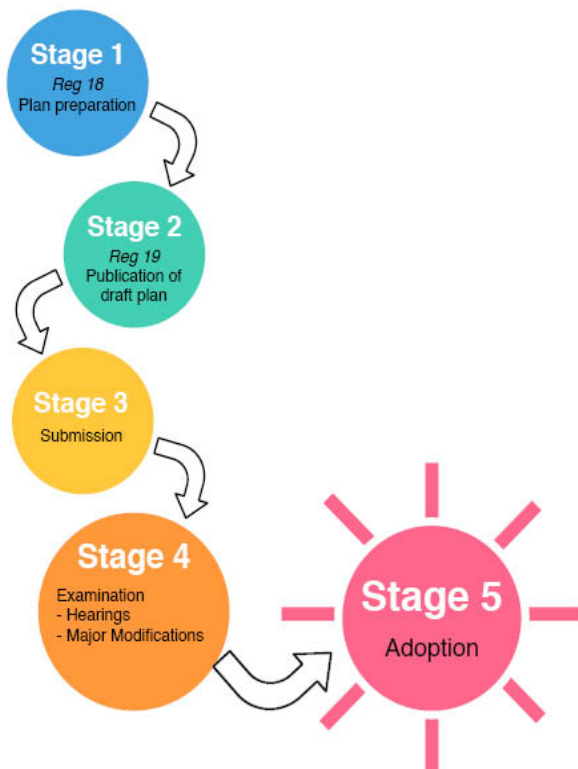 Stage 1
Reg 18
Plan preparation
Stage 2
Reg 19
Publication of
draft plan
Stage 3
Submission
Stage 4
Examination
- Hearings
- Major Modifications
Stage 5
Adoption